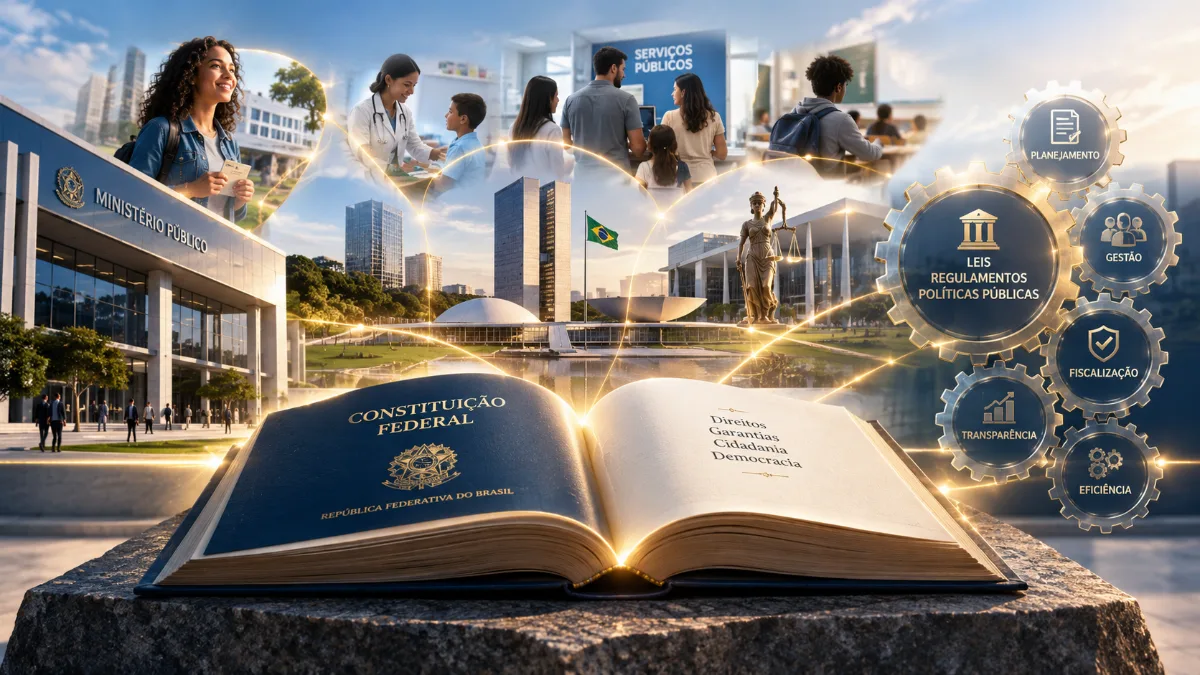 SERVIÇOS
PÚBLICOS
MINISTÉRIO PÚBLICO
PLANEJAMENTO
LEIS
REGULAMENTOS
POLÍTICAS PÚBLICAS
GESTÃO
FISCALIZAÇÃO
TRANSPARÊNCIA
EFICIÊNCIA
CONSTITUIÇÃO
FEDERAL
REPÚBLICA FEDERATIVA DO BRASIL
Direitos
Garantias
Cidadania
Democracia